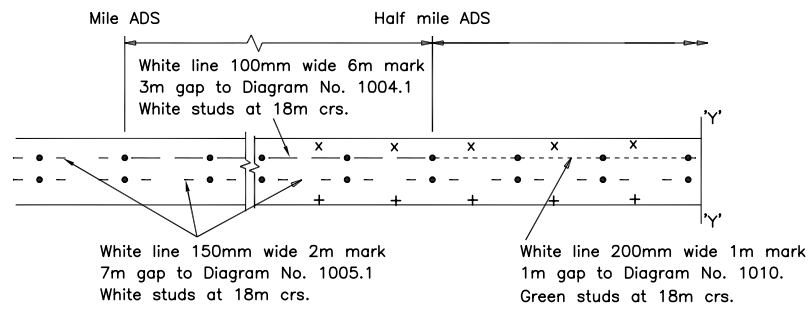 Mile ADS
Half mile ADS
White line 100mm wide 6m mark
3m gap to Diagram No. 1004.1
White studs at 18m crs.
'Y'
x x x x
+ + + +
'Y'
White line 150mm wide 2m mark
7m gap to Diagram No. 1005.1
White studs at 18m crs.
White line 200mm wide 1m mark
1m gap to Diagram No. 1010.
Green studs at 18m crs.